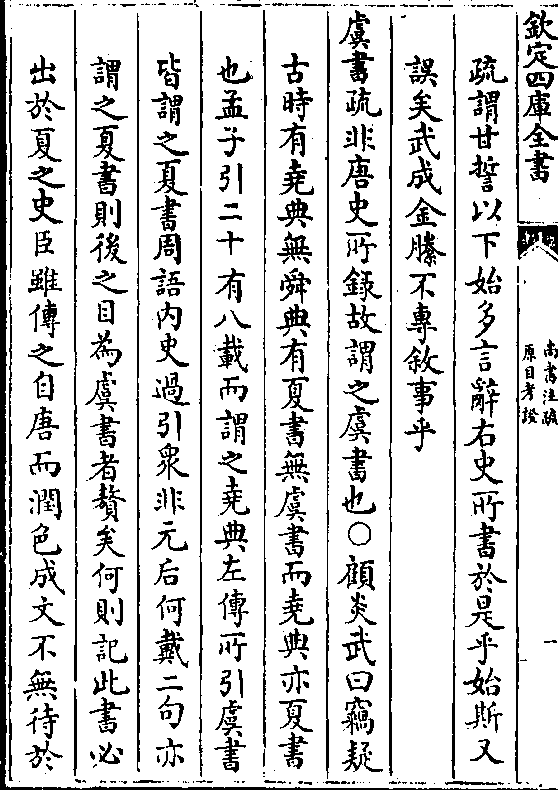 欽定四庫全書
尚書注疏
原目考證
一
疏謂甘誓以下始多言辭右史所書於是乎始斯又
誤矣武成金縢不專敘事乎
虞書疏非唐史所錄故謂之虞書也○顧炎武曰竊疑
古時有堯典無舜典有夏書無虞書而堯典亦夏書
也孟子引二十有八載而謂之堯典左傳所引虞書
皆謂之夏書周語內史過引衆非元后何戴二句亦
謂之夏書則後之目為虞書者贅矣何則記此書必
出於夏之史臣雖傳之自唐而潤色成文不無待於